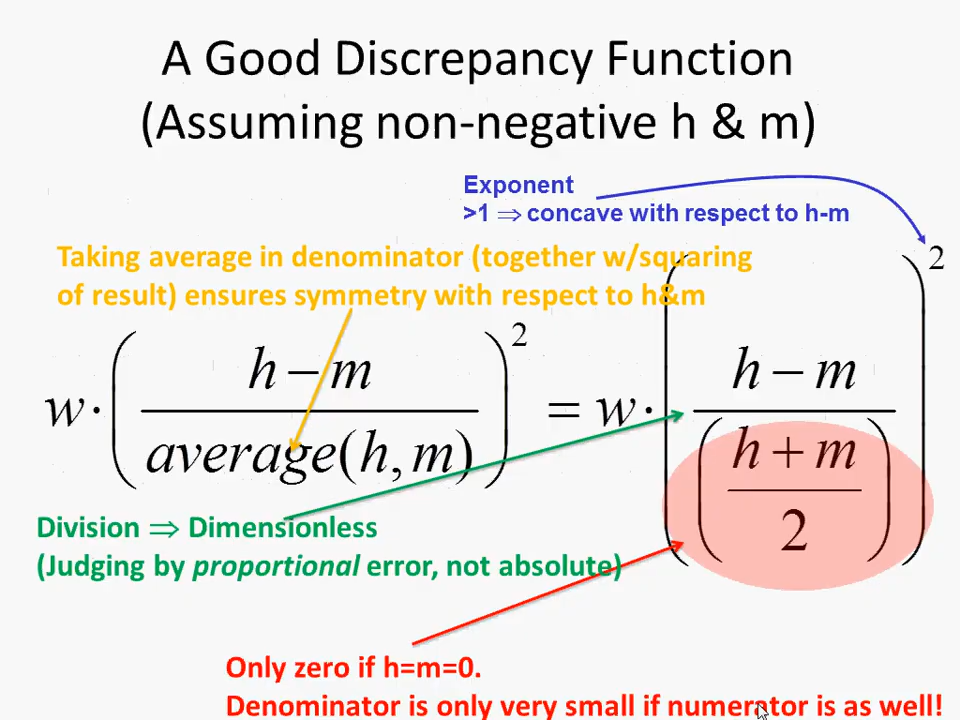 A Good Discrepancy Function
(Assuming non-negative h & m)
Exponent
>1 ⇒ concave with respect to h-m
Taking average in denominator (together w/squaring
of result) ensures symmetry with respect to h&m
w·(h−m / average(h,m))² = w·(h−m / ((h+m)/2))²
Division ⇒ Dimensionless
(Judging by proportional error, not absolute)
Only zero if h=m=0.
Denominator is only very small if numerator is as well!